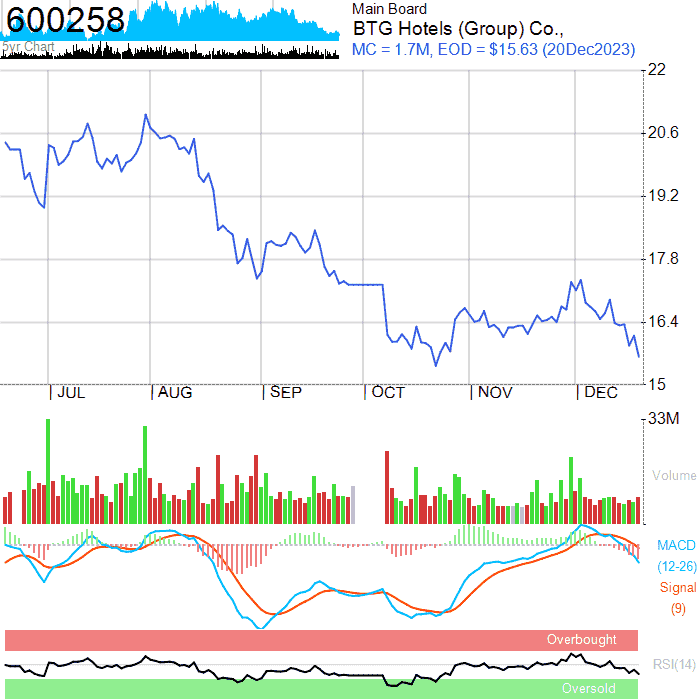 600258
5yr Chart
Main Board
BTG Hotels (Group) Co.,
MC = 1.7M, EOD = $15.63 (20Dec2023)
22
20.6
19.2
17.8
16.4
15
| JUL | AUG | SEP | OCT | NOV | DEC
33M
Volume
MACD
(12-26)
Signal
(9)
Overbought
RSI(14)
Oversold